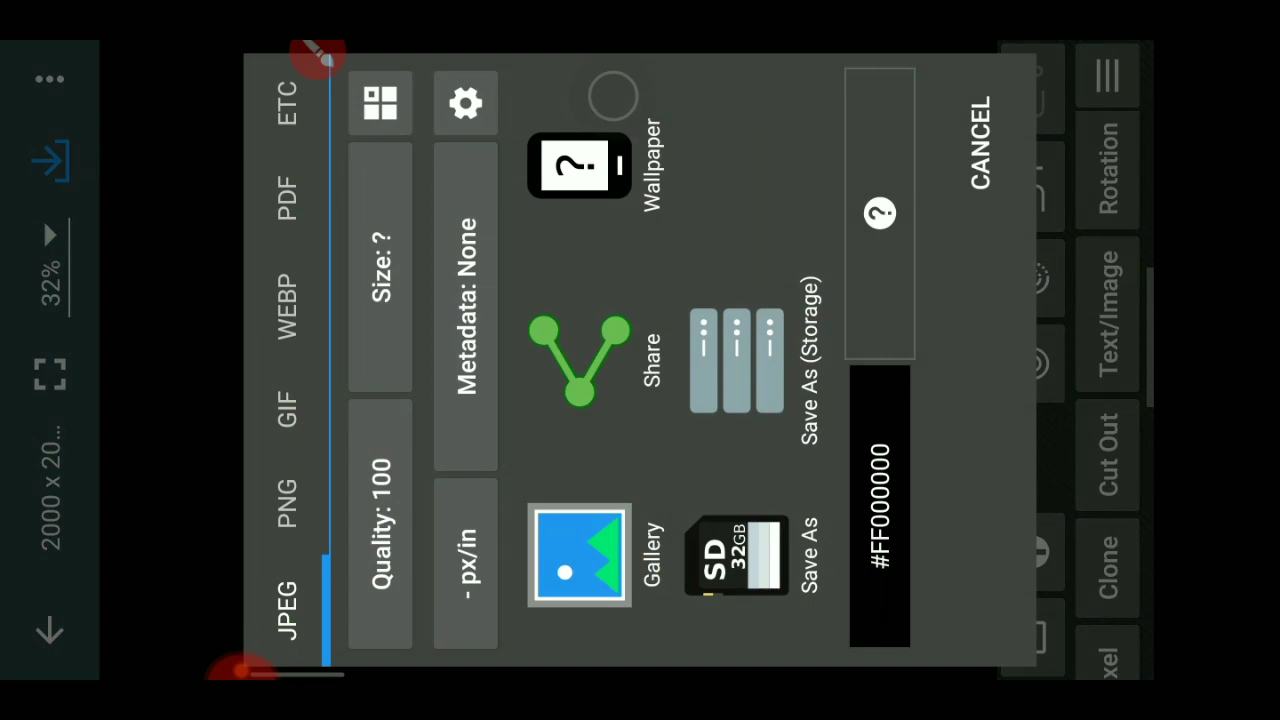 2000 x 20...
32%
JPEG PNG GIF WEBP PDF ETC
Quality: 100
Size: ?
- px/in
Metadata: None
?
Gallery
Share
Wallpaper
SD
32GB
Save As
Save As (Storage)
#FF000000
?
CANCEL
xel
Clone
Cut Out
Text/Image
Rotation